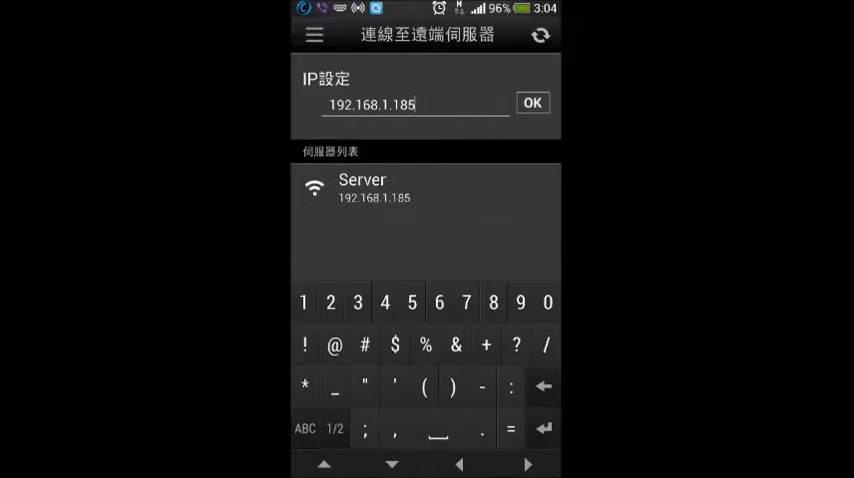 96% 3:04
連線至遠端伺服器
IP設定
192.168.1.185 OK
伺服器列表
Server
192.168.1.185
1 2 3 4 5 6 7 8 9 0
! @ # $ % & + ? /
* _ " ' ( ) - :
ABC 1/2 ; , . =